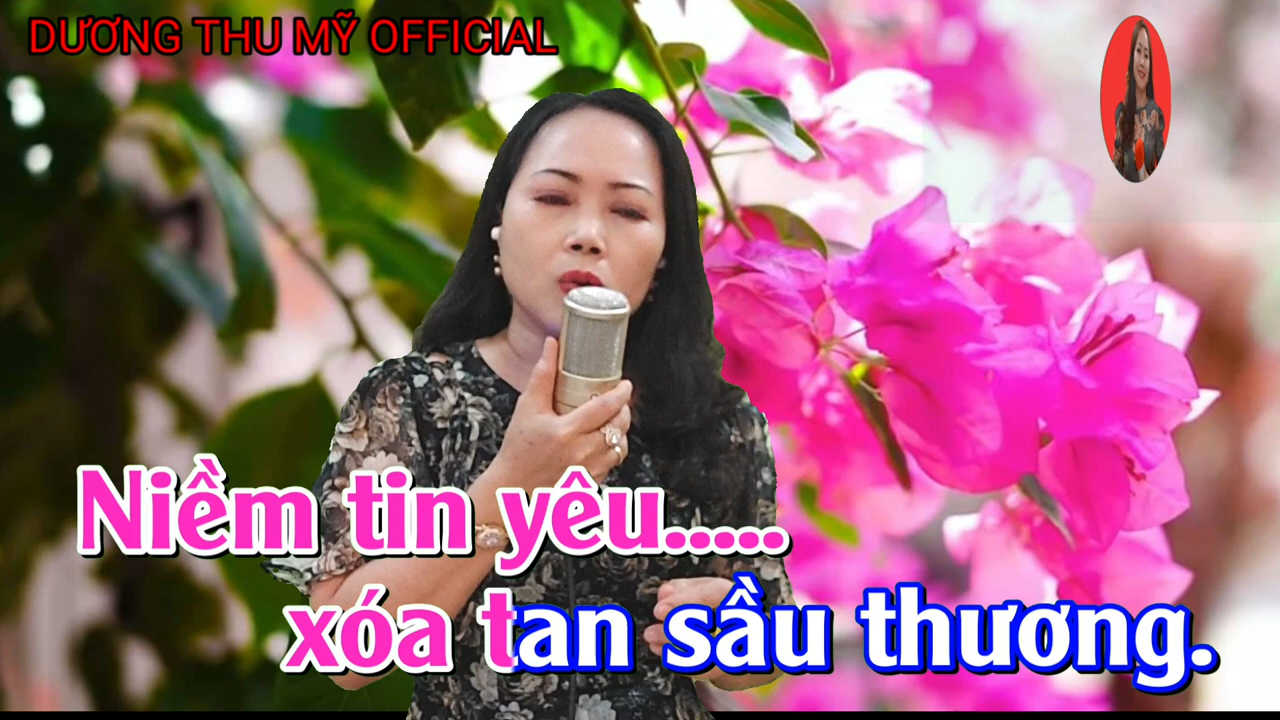 DƯƠNG THU MỸ OFFICIAL
Niềm tin yêu.....
xóa tan sầu thương.